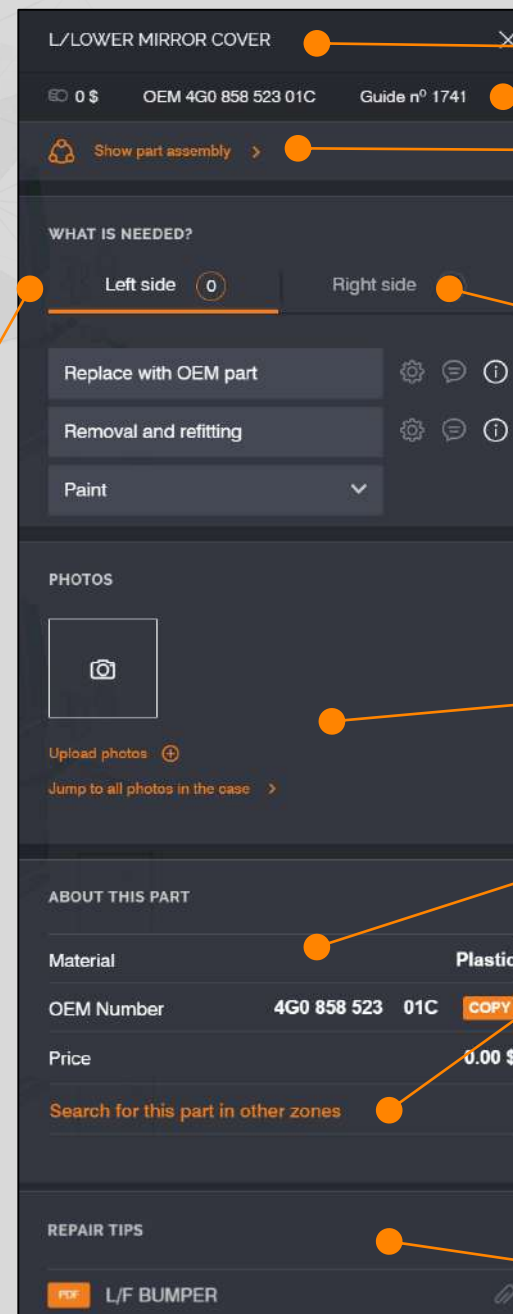 L/LOWER MIRROR COVER
0 $ OEM 4G0 858 523 01C Guide nº 1741
Show part assembly >
WHAT IS NEEDED?
Left side 0 Right side
Replace with OEM part
Removal and refitting
Paint
PHOTOS
Upload photos
Jump to all photos in the case >
ABOUT THIS PART
Material Plastic
OEM Number 4G0 858 523 01C COPY
Price 0.00 $
Search for this part in other zones
REPAIR TIPS
PDF L/F BUMPER